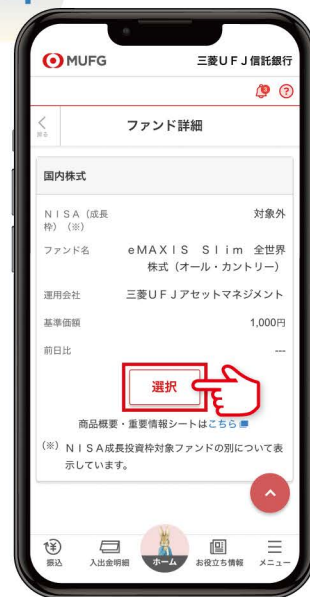 MUFG 三菱UFJ信託銀行
戻る ファンド詳細
国内株式
NISA（成長枠）（※） 対象外
ファンド名 eMAXIS Slim 全世界
株式（オール・カントリー）
運用会社 三菱UFJアセットマネジメント
基準価額 1,000円
前日比 ---
選択
商品概要・重要情報シートはこちら
（※）NISA成長投資枠対象ファンドの別について表
示しています。
振込 入出金明細 ホーム お役立ち情報 メニュー